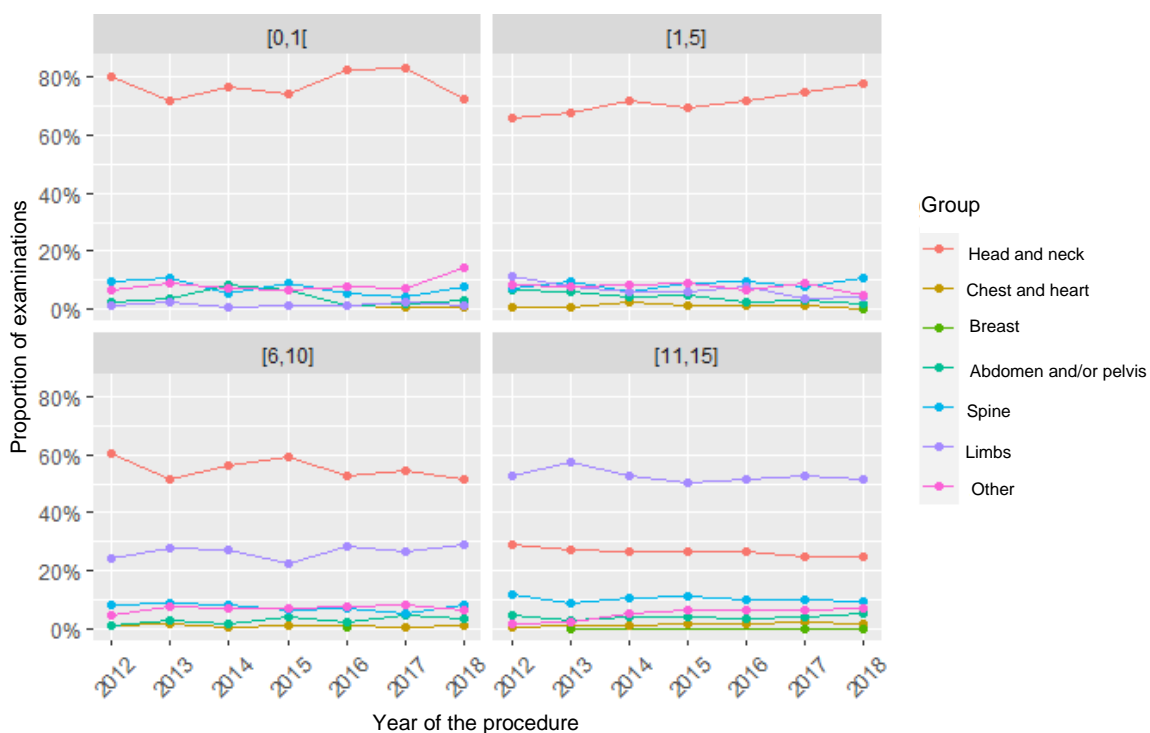 [0,1[
[1,5]
80%
60%
40%
20%
0%
[6,10]
[11,15]
80%
60%
40%
20%
0%
2012
2013
2014
2015
2016
2017
2018
2012
2013
2014
2015
2016
2017
2018
Proportion of examinations
Year of the procedure
Group
Head and neck
Chest and heart
Breast
Abdomen and/or pelvis
Spine
Limbs
Other